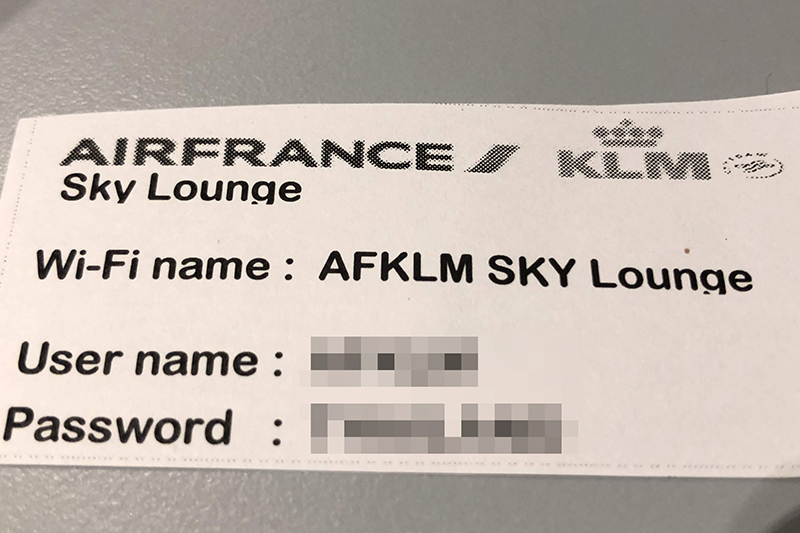 AIRFRANCE KLM
Sky Lounge
Wi-Fi name : AFKLM SKY Lounge
User name :
Password :